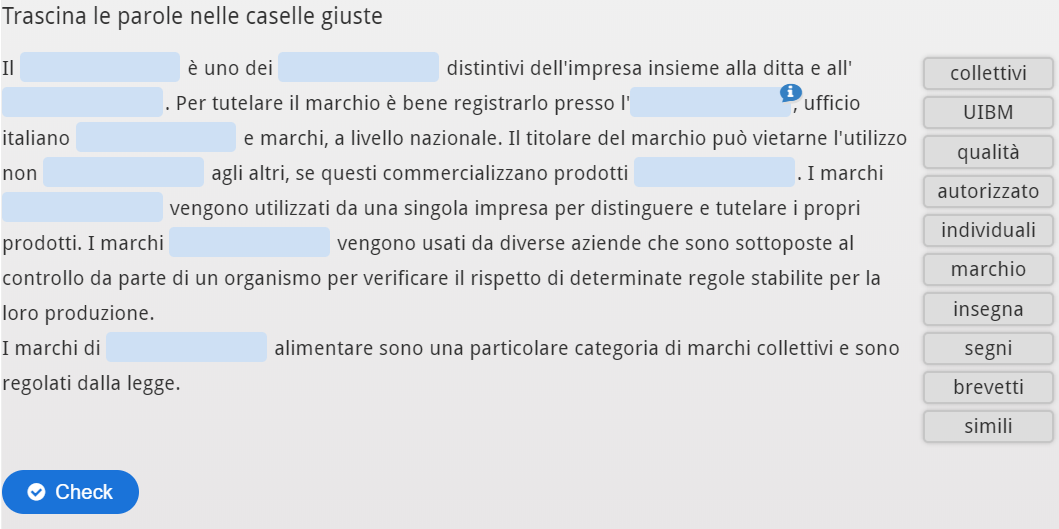 Trascina le parole nelle caselle giuste
Il è uno dei distintivi dell'impresa insieme alla ditta e all'
. Per tutelare il marchio è bene registrarlo presso l' , ufficio
italiano e marchi, a livello nazionale. Il titolare del marchio può vietarne l'utilizzo
non agli altri, se questi commercializzano prodotti . I marchi
vengono utilizzati da una singola impresa per distinguere e tutelare i propri
prodotti. I marchi vengono usati da diverse aziende che sono sottoposte al
controllo da parte di un organismo per verificare il rispetto di determinate regole stabilite per la
loro produzione.
I marchi di alimentare sono una particolare categoria di marchi collettivi e sono
regolati dalla legge.
collettivi
UIBM
qualità
autorizzato
individuali
marchio
insegna
segni
brevetti
simili
Check